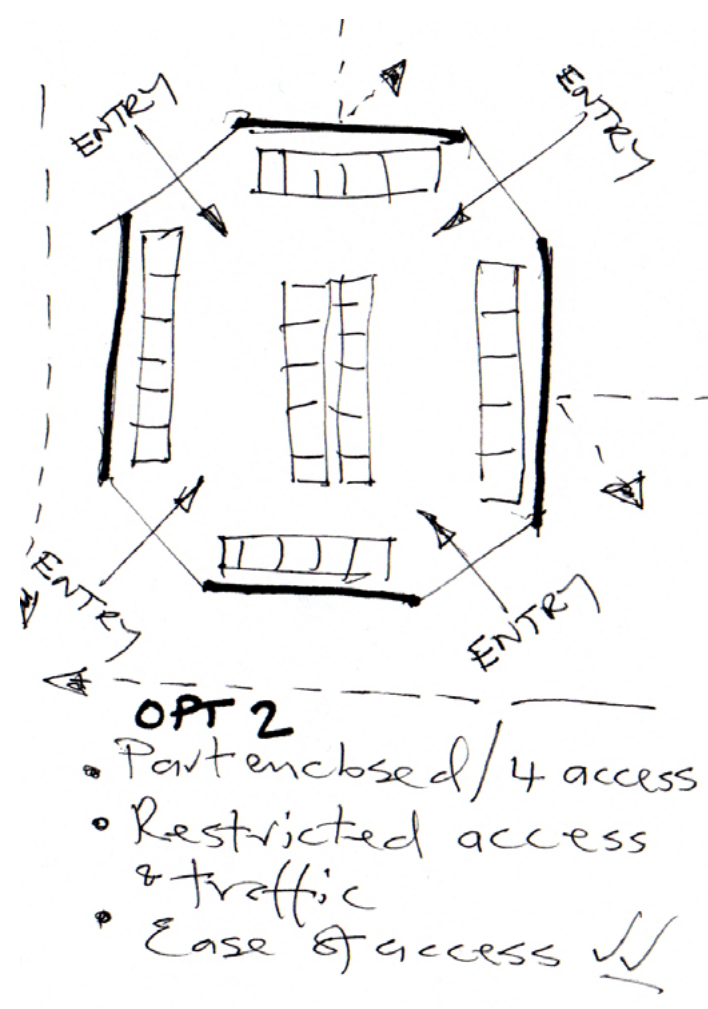 ENTRY
ENTRY
ENTRY
ENTRY
OPT 2
• Part enclosed / 4 access
• Restricted access
& traffic
• Ease of access ✓✓